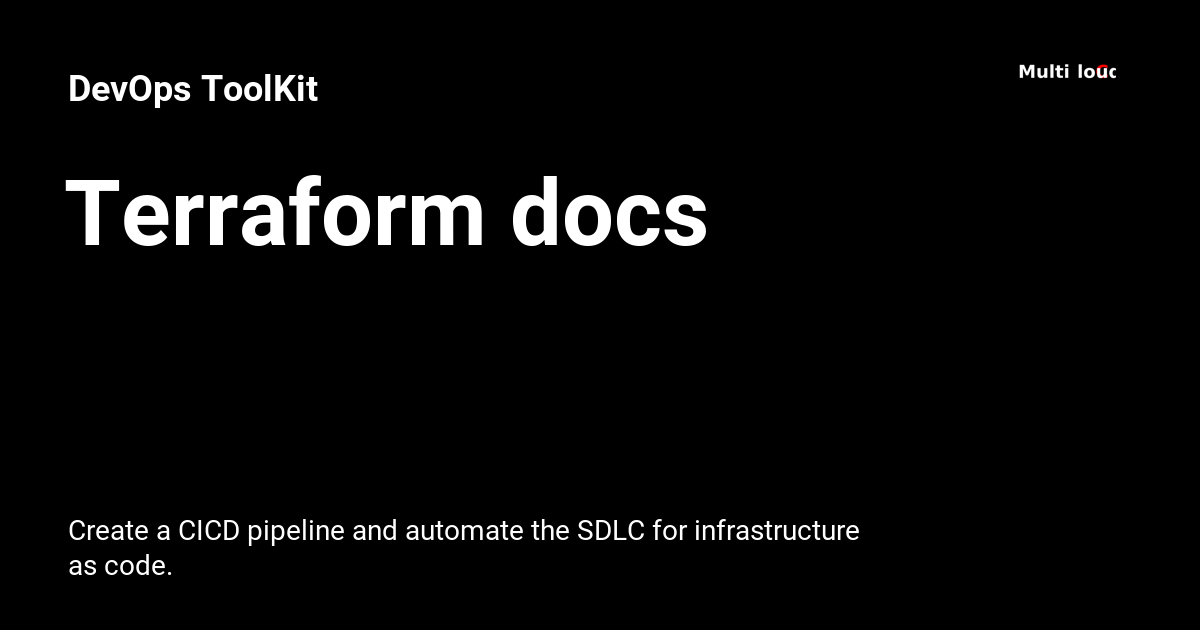 DevOps ToolKit
Multi louc
Terraform docs
Create a CICD pipeline and automate the SDLC for infrastructure
as code.